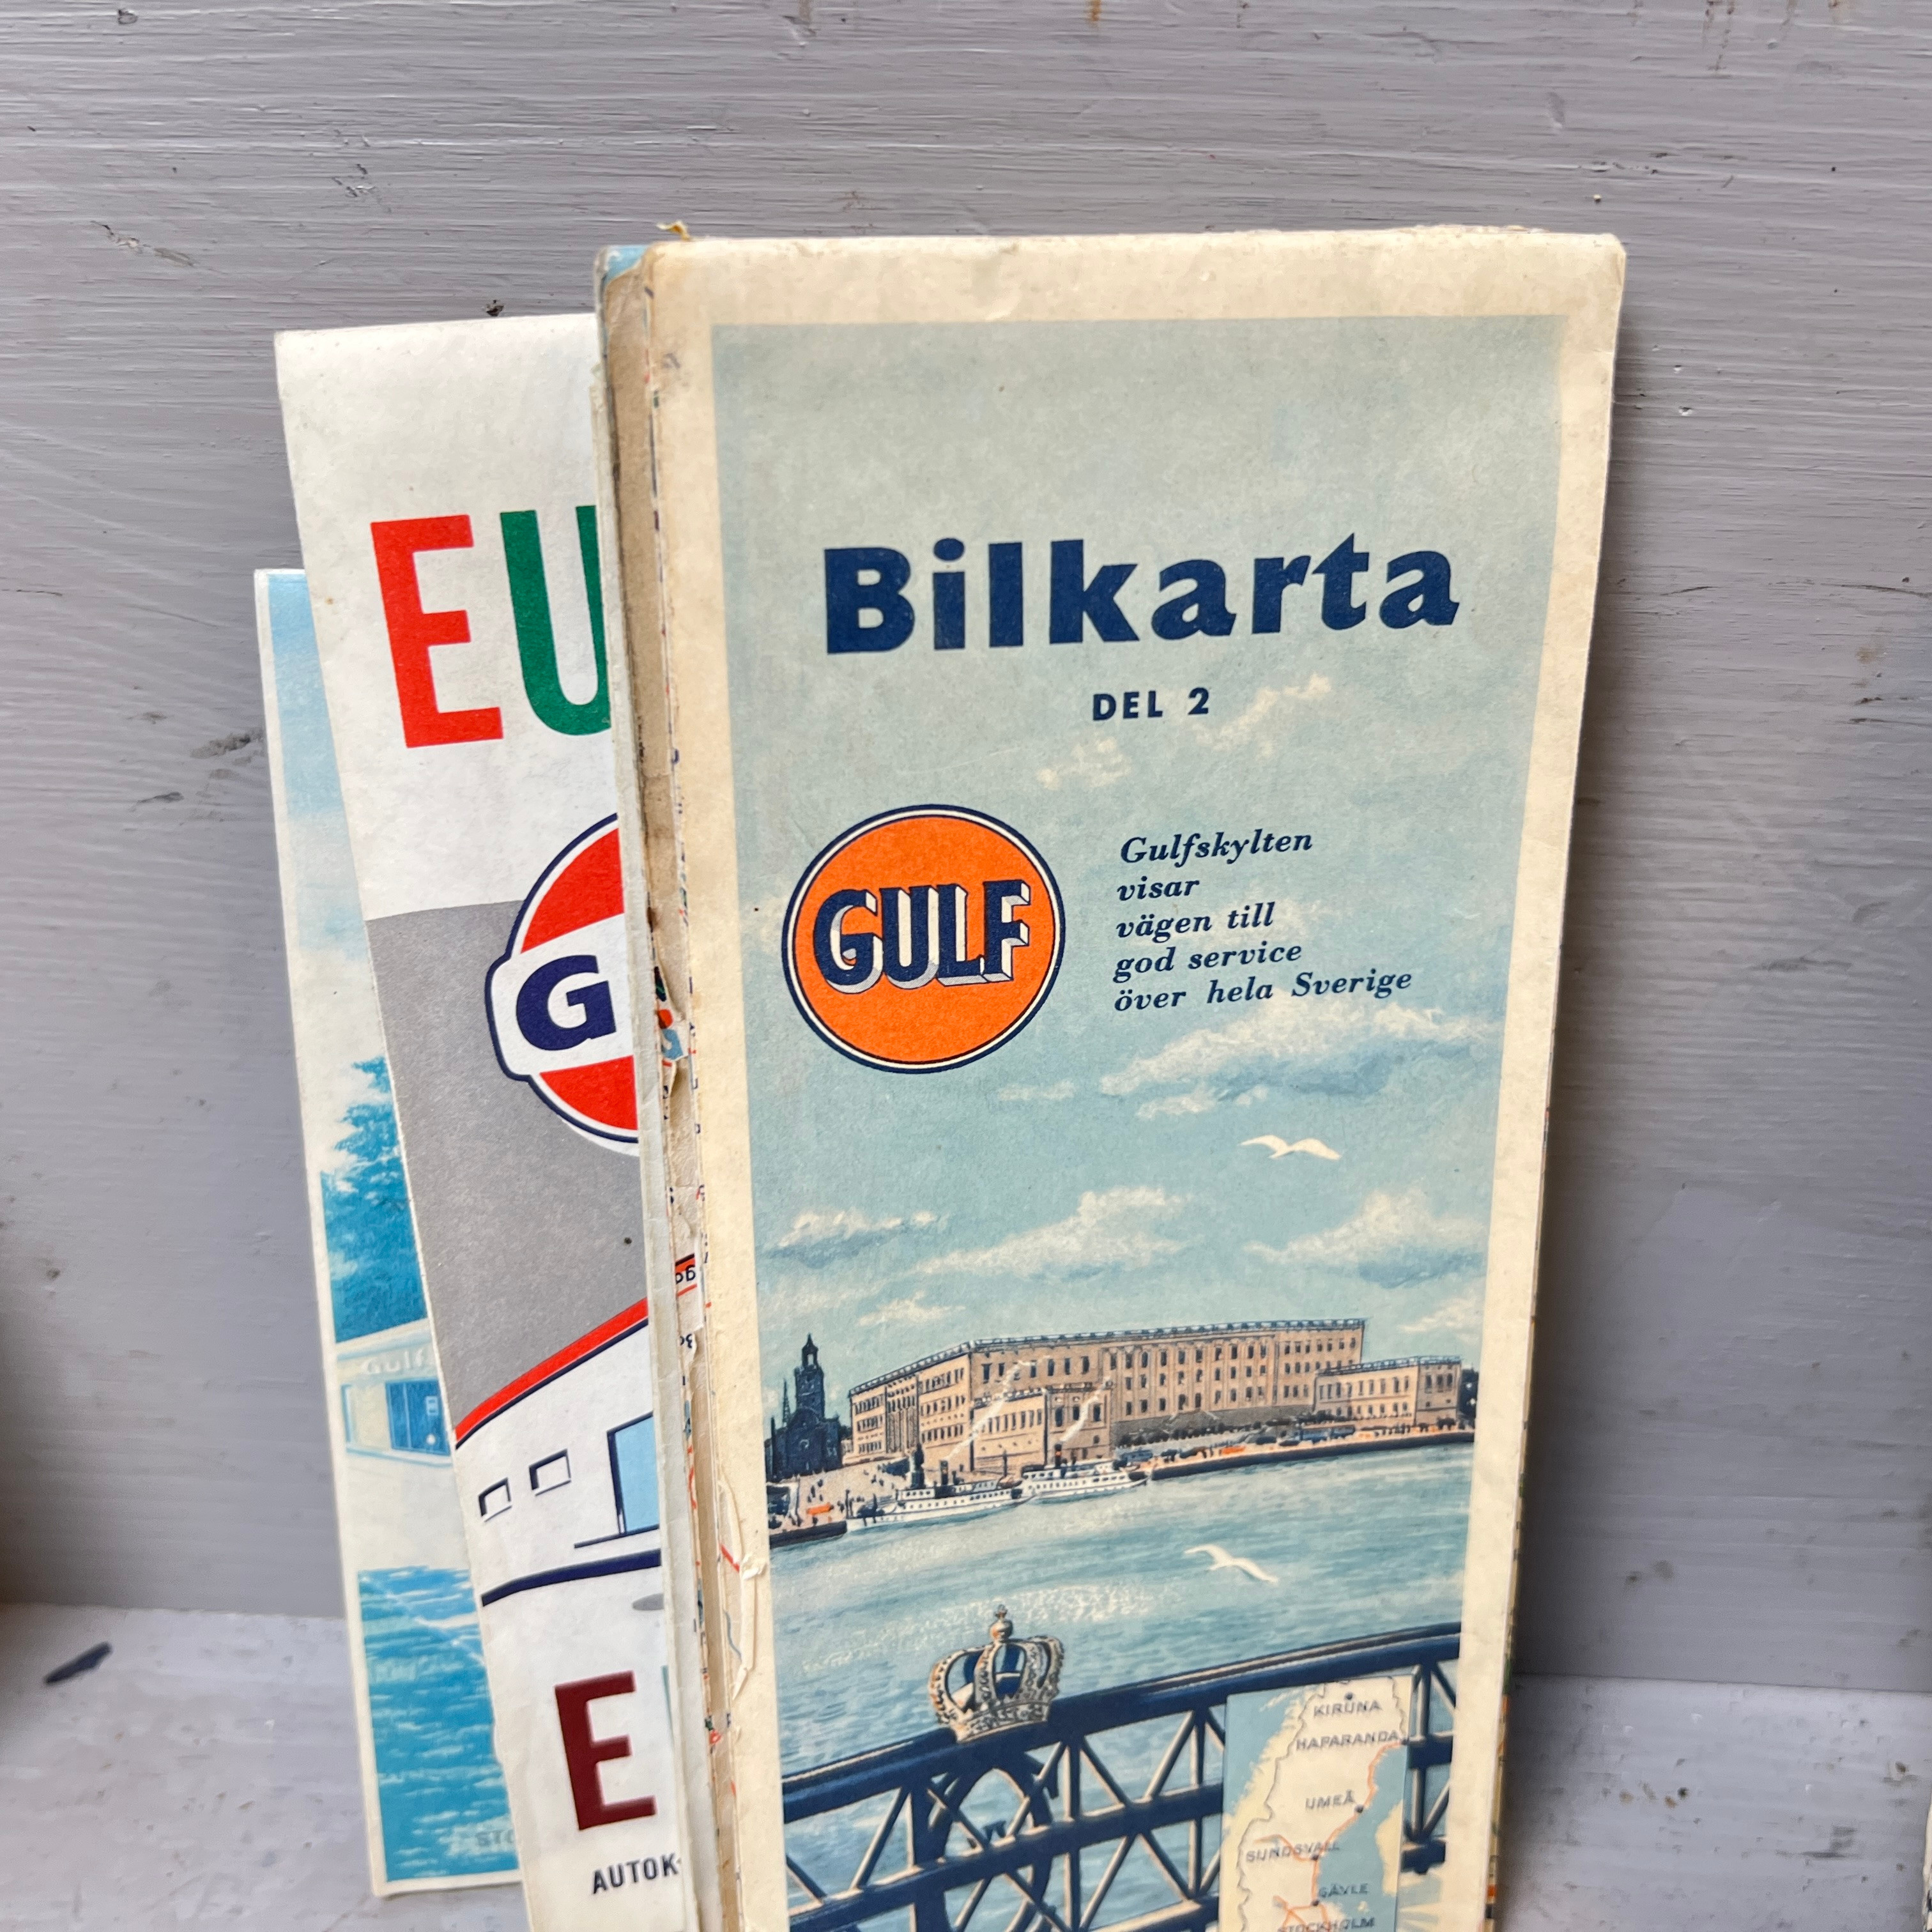 Bilkarta
DEL 2
GULF
Gulfskylten
visar
vägen till
god service
över hela Sverige
KIRUNA
HAPARANDA
UMEÅ
SUNDSVALL
GÄVLE
STOCKHOLM
EU
G
E
AUTOK
Gulf